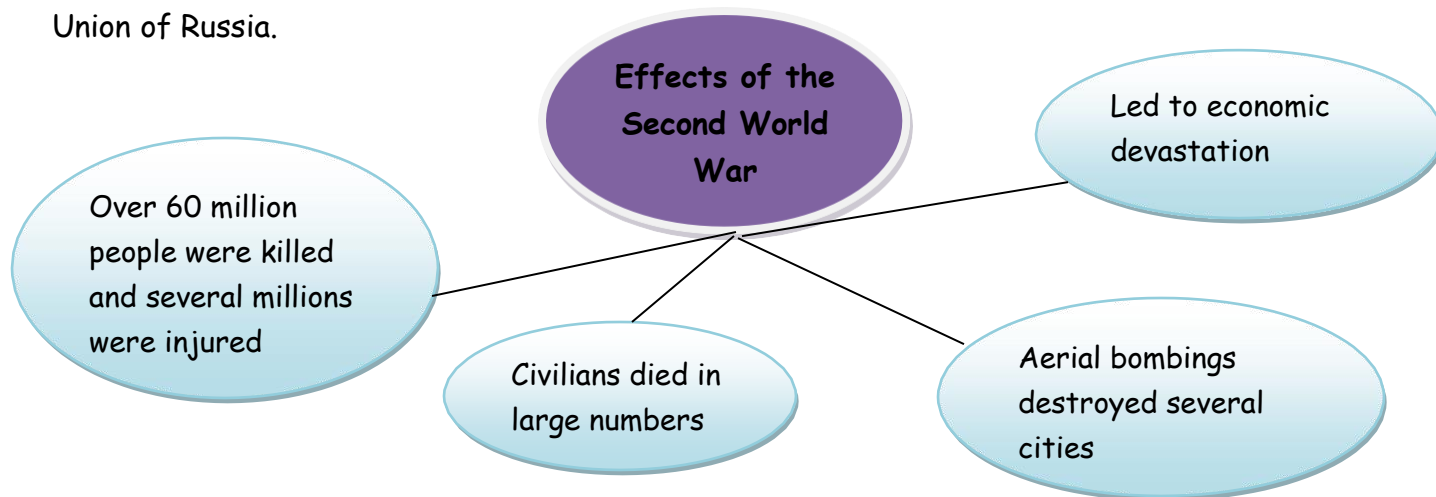 Union of Russia.
Effects of the
Second World
War
Led to economic
devastation
Over 60 million
people were killed
and several millions
were injured
Civilians died in
large numbers
Aerial bombings
destroyed several
cities